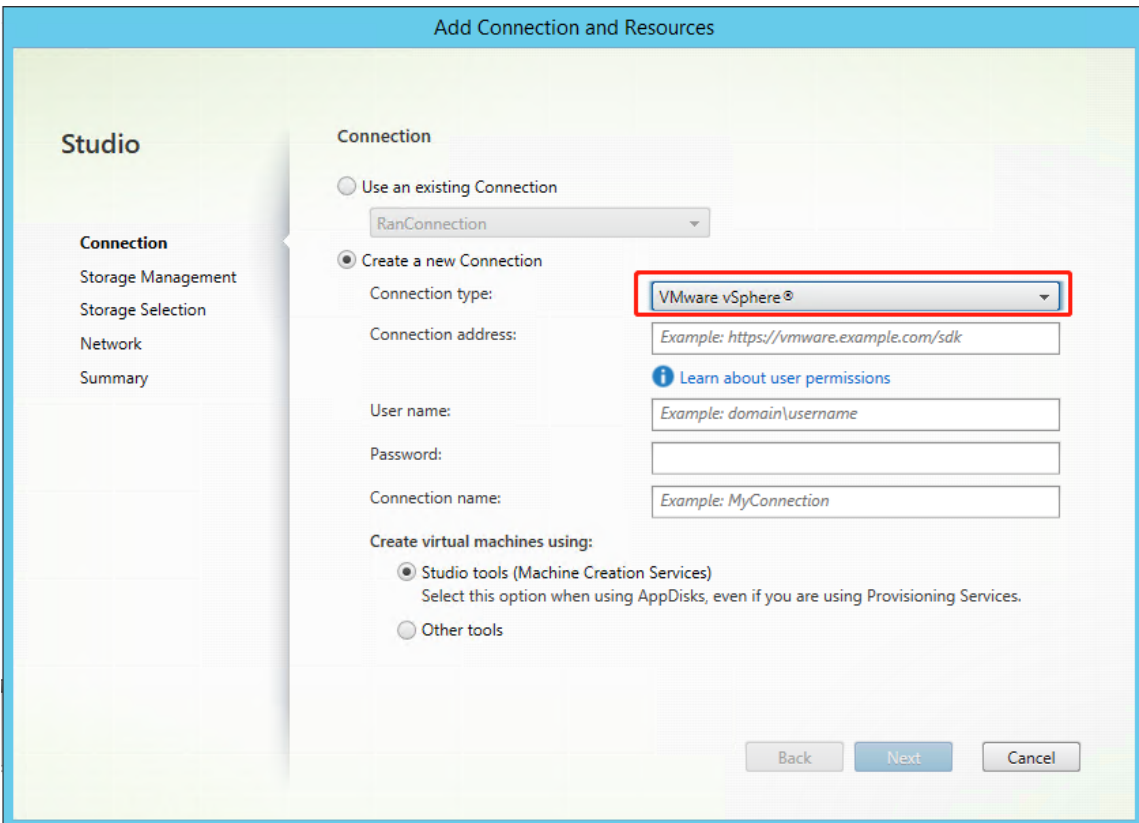 Add Connection and Resources
Studio
Connection
Storage Management
Storage Selection
Network
Summary
Connection
Use an existing Connection
RanConnection
Create a new Connection
Connection type:
VMware vSphere®
Connection address:
Example: https://vmware.example.com/sdk
Learn about user permissions
User name:
Example: domain\username
Password:
Connection name:
Example: MyConnection
Create virtual machines using:
Studio tools (Machine Creation Services)
Select this option when using AppDisks, even if you are using Provisioning Services.
Other tools
Back
Next
Cancel